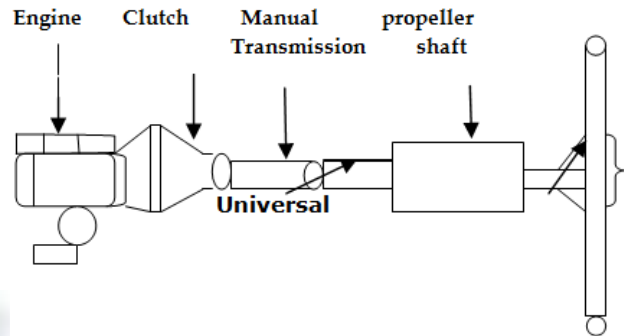 Engine Clutch Manual propeller
Transmission shaft
Universal